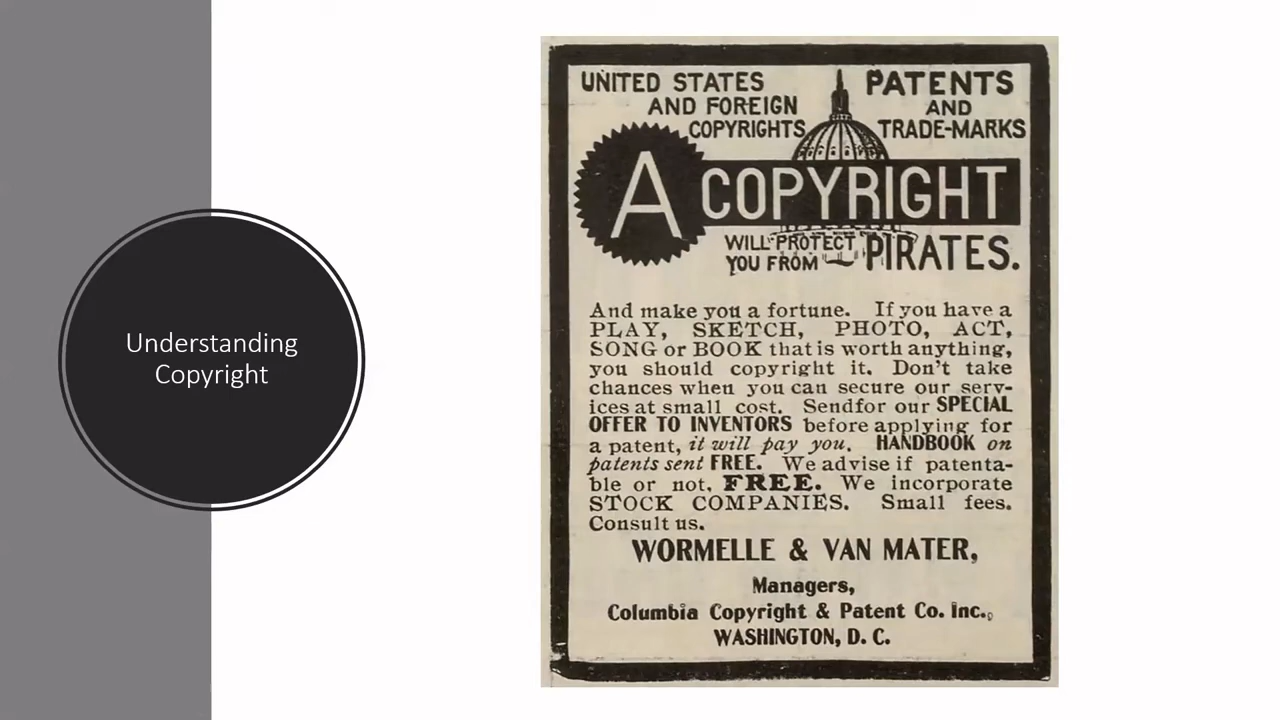 Understanding
Copyright
UNITED STATES
AND FOREIGN
COPYRIGHTS
PATENTS
AND
TRADE-MARKS
A COPYRIGHT
WILL PROTECT
YOU FROM PIRATES.
And make you a fortune. If you have a
PLAY, SKETCH, PHOTO, ACT,
SONG or BOOK that is worth anything,
you should copyright it. Don't take
chances when you can secure our serv-
ices at small cost. Sendfor our SPECIAL
OFFER TO INVENTORS before applying for
a patent, it will pay you. HANDBOOK on
patents sent FREE. We advise if patenta-
ble or not. FREE. We incorporate
STOCK COMPANIES. Small fees.
Consult us.
WORMELLE & VAN MATER,
Managers,
Columbia Copyright & Patent Co. Inc.,
WASHINGTON, D. C.